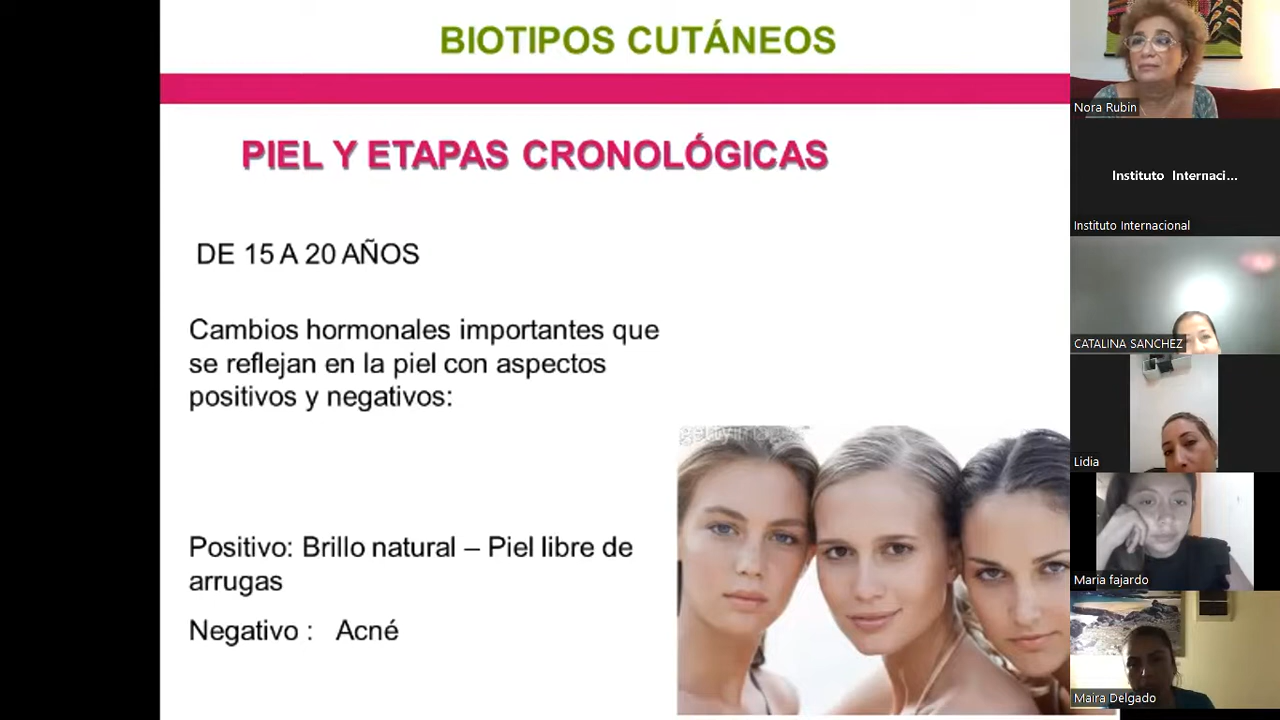 BIOTIPOS CUTÁNEOS
PIEL Y ETAPAS CRONOLÓGICAS
DE 15 A 20 AÑOS
Cambios hormonales importantes que
se reflejan en la piel con aspectos
positivos y negativos:
Positivo: Brillo natural – Piel libre de
arrugas
Negativo : Acné
gettyimages
Nora Rubin
Instituto Internaci...
Instituto Internacional
CATALINA SANCHEZ
Lidia
Maria fajardo
Maira Delgado